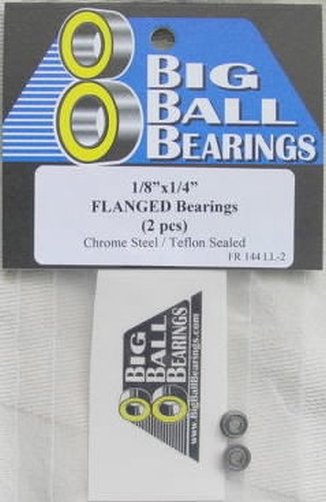 BIG
BALL
BEARINGS
1/8"x1/4"
FLANGED Bearings
(2 pcs)
Chrome Steel / Teflon Sealed
FR 144 LL-2
BIG
BALL
BEARINGS
www.BigBallBearings.com